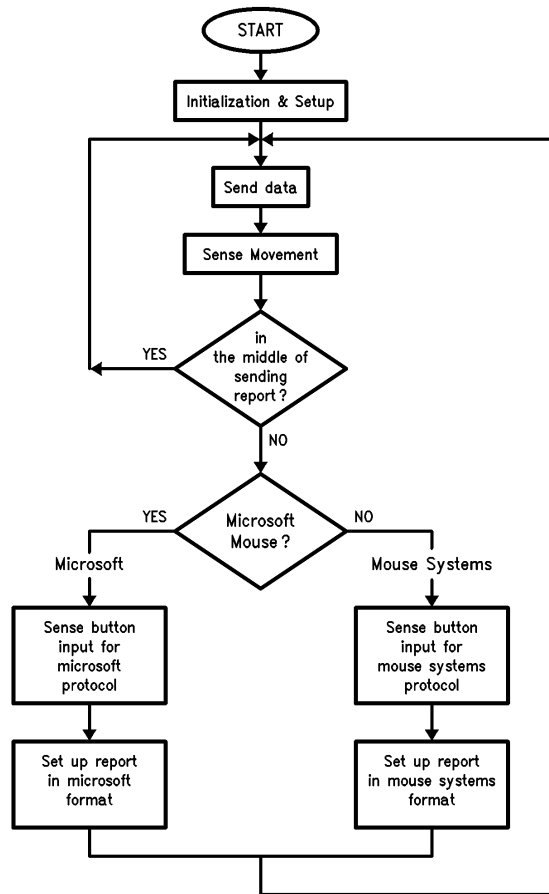 START
Initialization & Setup
Send data
Sense Movement
in
the middle of
sending
report?
YES
NO
Microsoft
Mouse?
YES
NO
Microsoft
Mouse Systems
Sense button
input for
microsoft
protocol
Sense button
input for
mouse systems
protocol
Set up report
in microsoft
format
Set up report
in mouse systems
format